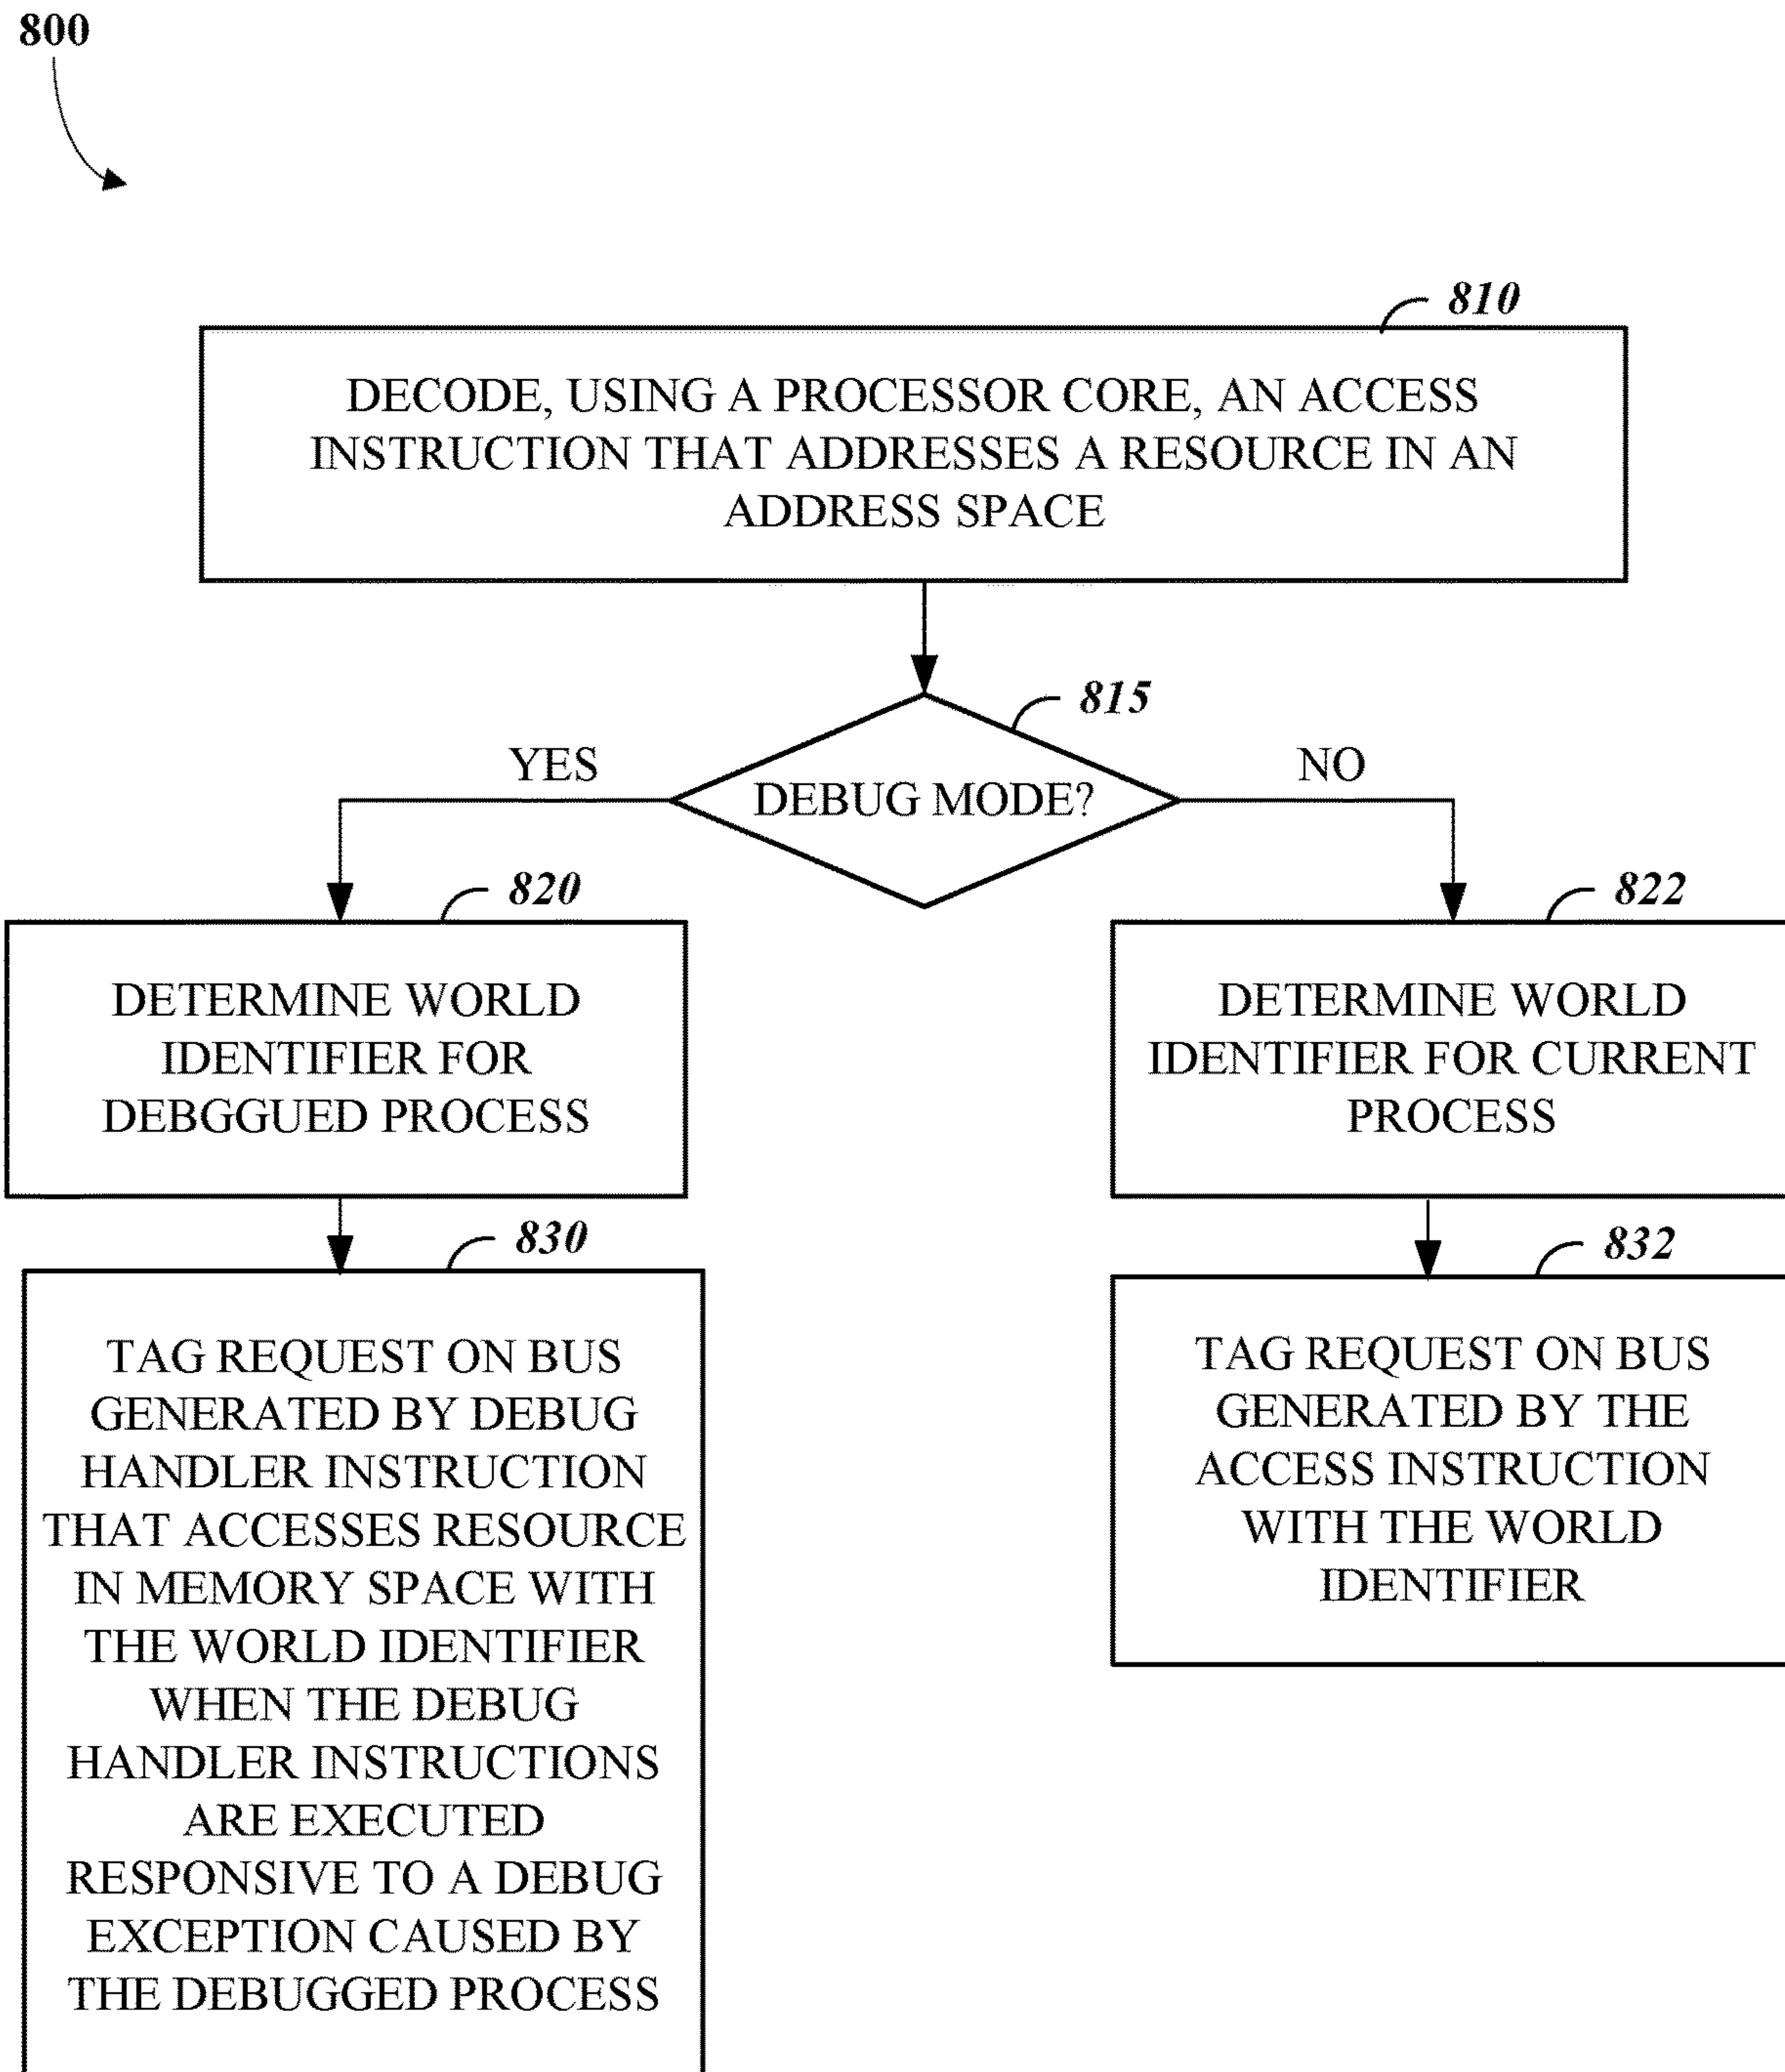 800
810
DECODE, USING A PROCESSOR CORE, AN ACCESS
INSTRUCTION THAT ADDRESSES A RESOURCE IN AN
ADDRESS SPACE
815
YES
NO
DEBUG MODE?
820
DETERMINE WORLD
IDENTIFIER FOR
DEBGGUED PROCESS
822
DETERMINE WORLD
IDENTIFIER FOR CURRENT
PROCESS
830
TAG REQUEST ON BUS
GENERATED BY DEBUG
HANDLER INSTRUCTION
THAT ACCESSES RESOURCE
IN MEMORY SPACE WITH
THE WORLD IDENTIFIER
WHEN THE DEBUG
HANDLER INSTRUCTIONS
ARE EXECUTED
RESPONSIVE TO A DEBUG
EXCEPTION CAUSED BY
THE DEBUGGED PROCESS
832
TAG REQUEST ON BUS
GENERATED BY THE
ACCESS INSTRUCTION
WITH THE WORLD
IDENTIFIER